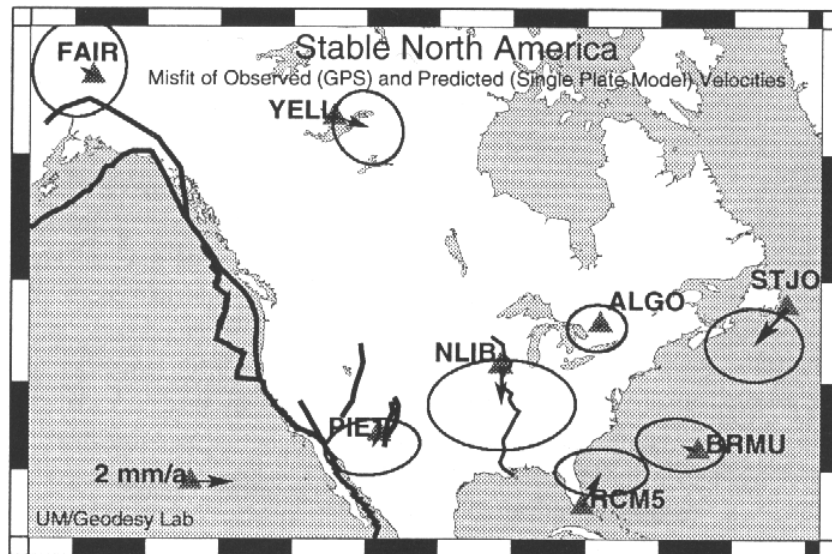 Stable North America
Misfit of Observed (GPS) and Predicted (Single Plate Model) Velocities
FAIR
YELL
STJO
ALGO
NLIB
PIET
BRMU
2 mm/a
RCM5
UM/Geodesy Lab